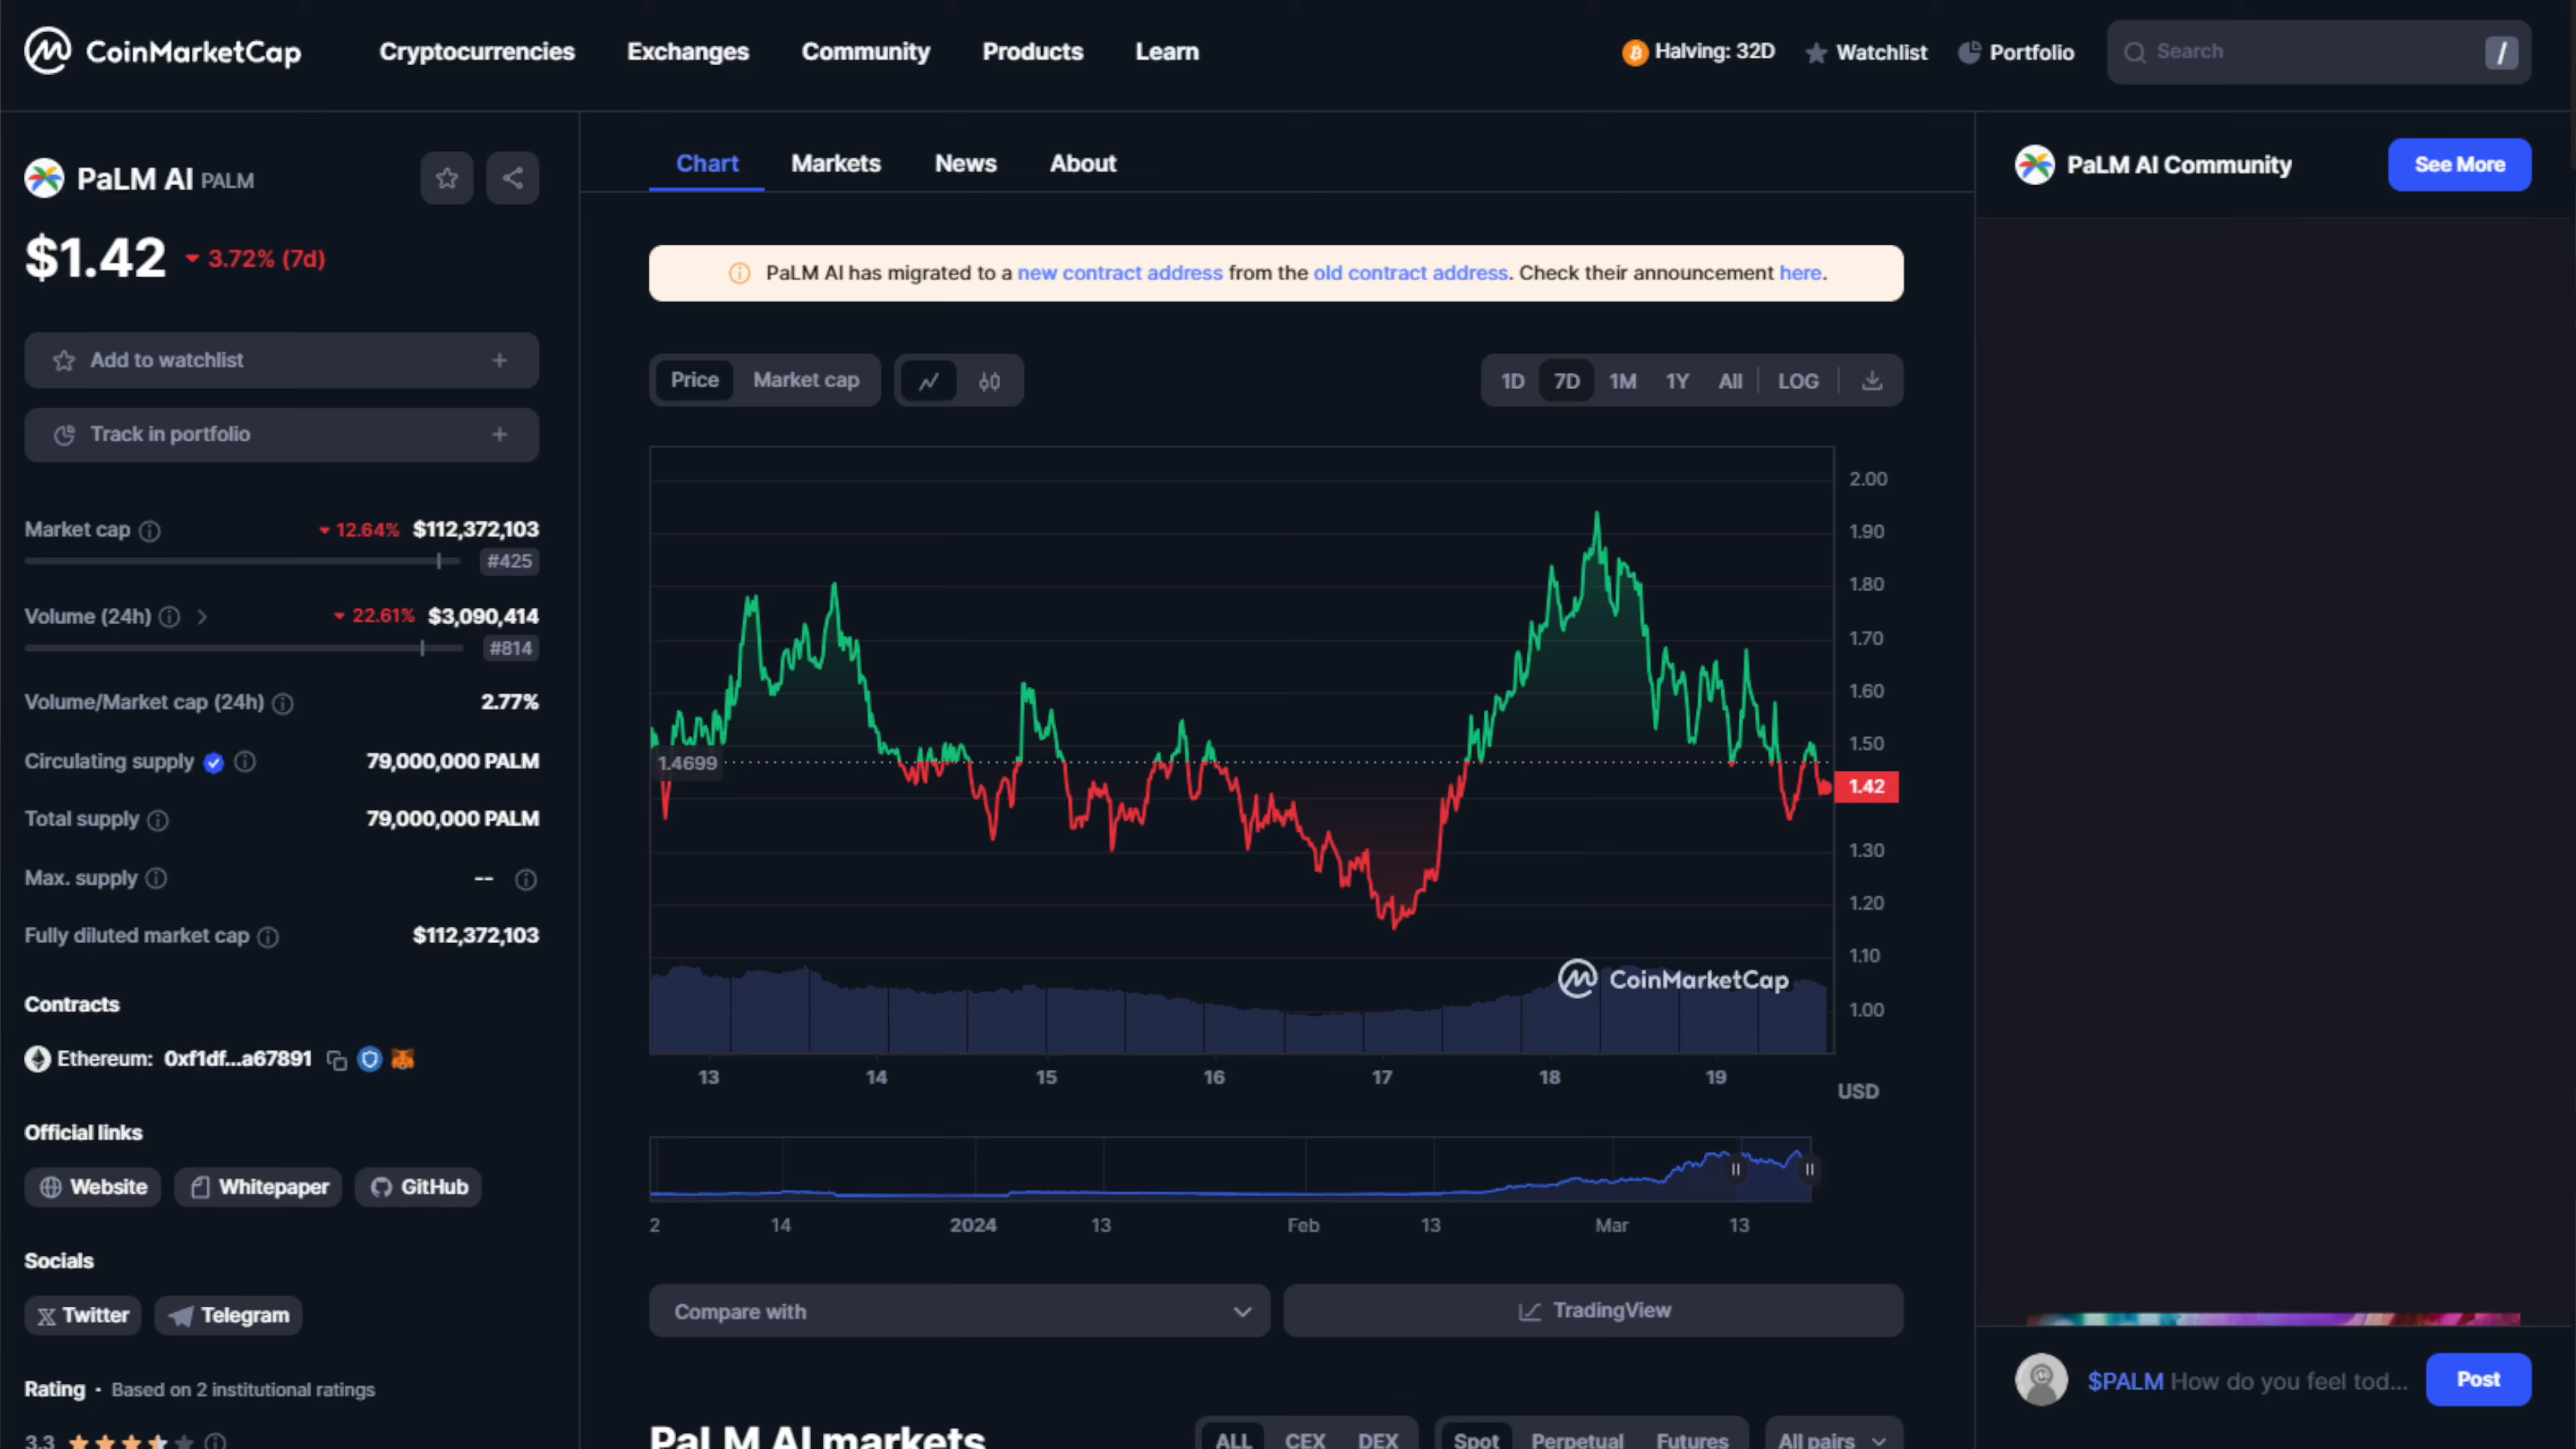 CoinMarketCap
Cryptocurrencies Exchanges Community Products Learn
Halving: 32D Watchlist Portfolio Search /
PaLM AI PALM
$1.42 3.72% (7d)
Add to watchlist +
Track in portfolio +
Market cap 12.64% $112,372,103
#425
Volume (24h) 22.61% $3,090,414
#814
Volume/Market cap (24h) 2.77%
Circulating supply 79,000,000 PALM
Total supply 79,000,000 PALM
Max. supply --
Fully diluted market cap $112,372,103
Contracts
Ethereum: 0xf1df...a67891
Official links
Website Whitepaper GitHub
Socials
Twitter Telegram
Rating · Based on 2 institutional ratings
3.3
Chart Markets News About
PaLM AI has migrated to a new contract address from the old contract address. Check their announcement here.
Price Market cap
1D 7D 1M 1Y All LOG
2.00
1.90
1.80
1.70
1.60
1.50
1.4699
1.42
1.30
1.20
1.10
CoinMarketCap
1.00
13 14 15 16 17 18 19
USD
2 14 2024 13 Feb 13 Mar 13
Compare with TradingView
PaLM AI markets
ALL CEX DEX Spot Perpetual Futures All pairs
PaLM AI Community See More
$PALM How do you feel tod... Post